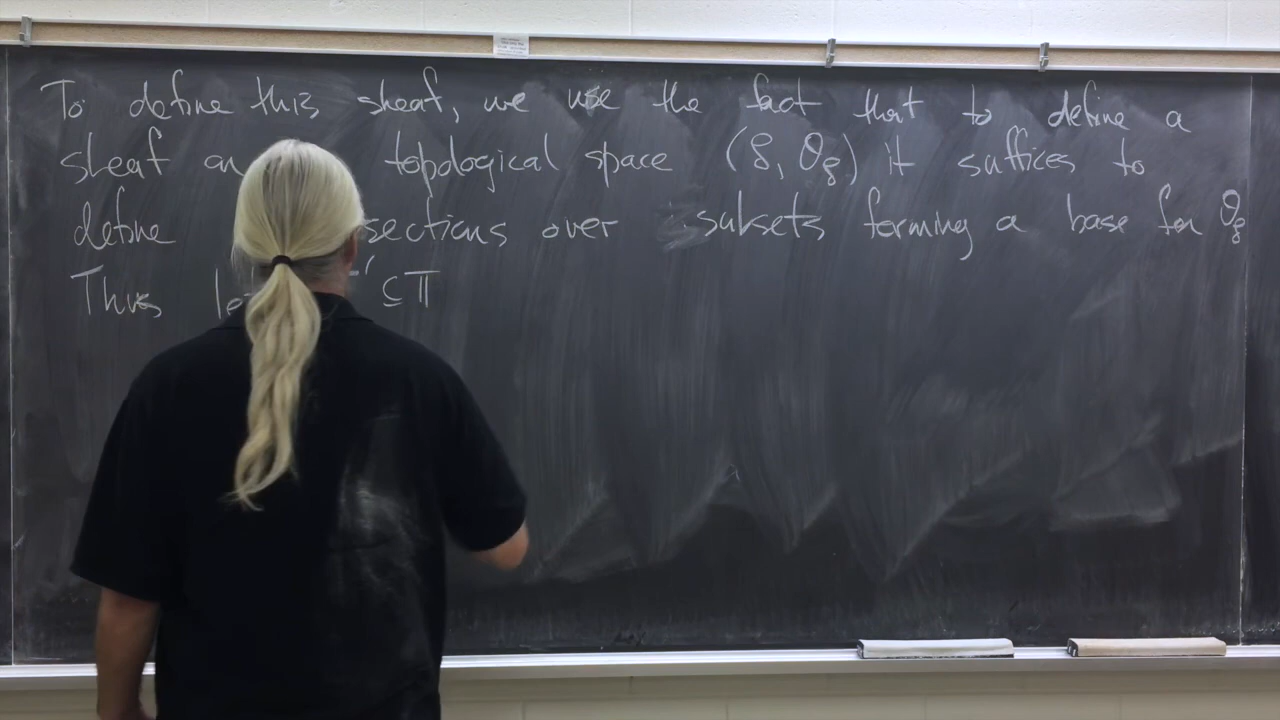 To define this sheaf, we use the fact that to define a
sheaf on topological space (S, O_S) it suffices to
define sections over subsets forming a base for O_S
Thus ⊆ Π